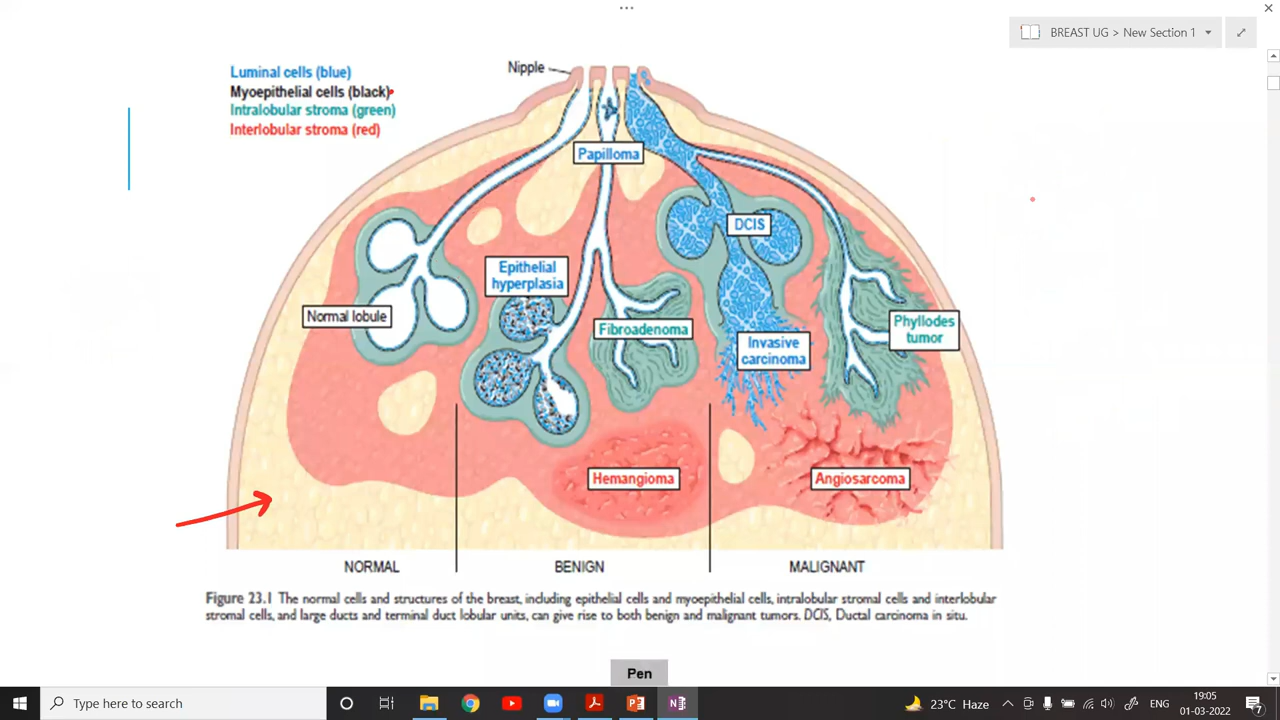 BREAST UG > New Section 1
Luminal cells (blue)
Myoepithelial cells (black)
Intralobular stroma (green)
Interlobular stroma (red)
Nipple
Papilloma
DCIS
Epithelial
hyperplasia
Normal lobule
Fibroadenoma
Phyllodes
tumor
Invasive
carcinoma
Hemangioma
Angiosarcoma
NORMAL
BENIGN
MALIGNANT
Figure 23.1 The normal cells and structures of the breast, including epithelial cells and myoepithelial cells, intralobular stromal cells and interlobular
stromal cells, and large ducts and terminal duct lobular units, can give rise to both benign and malignant tumors. DCIS, Ductal carcinoma in situ.
Pen
Type here to search
23°C Haze
ENG
19:05
01-03-2022
7